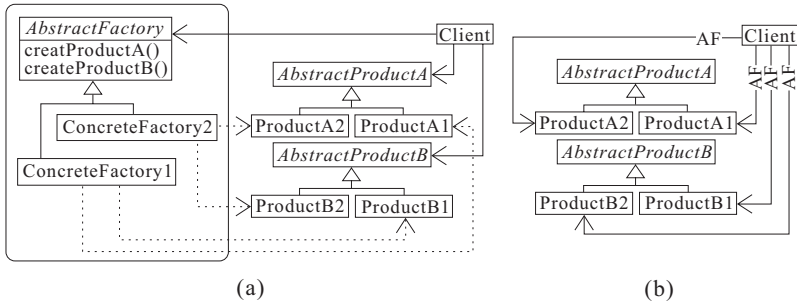 AbstractFactory
creatProductA()
createProductB()
Client
AbstractProductA
ConcreteFactory2
ProductA2
ProductA1
AbstractProductB
ConcreteFactory1
ProductB2
ProductB1
(a)
Client
AF
AF
AF
AF
AbstractProductA
ProductA2
ProductA1
AbstractProductB
ProductB2
ProductB1
(b)